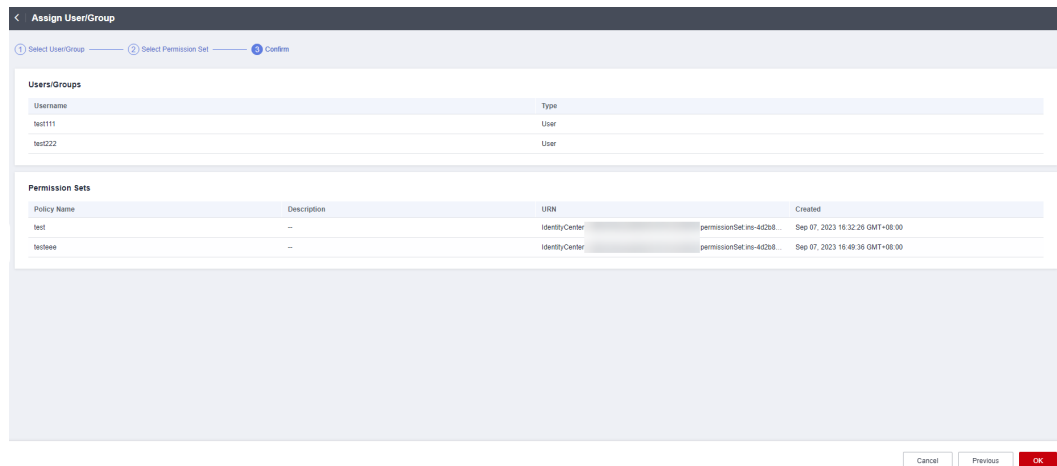 < Assign User/Group
1 Select User/Group 2 Select Permission Set 3 Confirm
Users/Groups
Username Type
test111 User
test222 User
Permission Sets
Policy Name Description URN Created
test -- IdentityCenter permissionSet:ins-4d2b8... Sep 07, 2023 16:32:26 GMT+08:00
testeee -- IdentityCenter permissionSet:ins-4d2b8... Sep 07, 2023 16:49:36 GMT+08:00
Cancel Previous OK